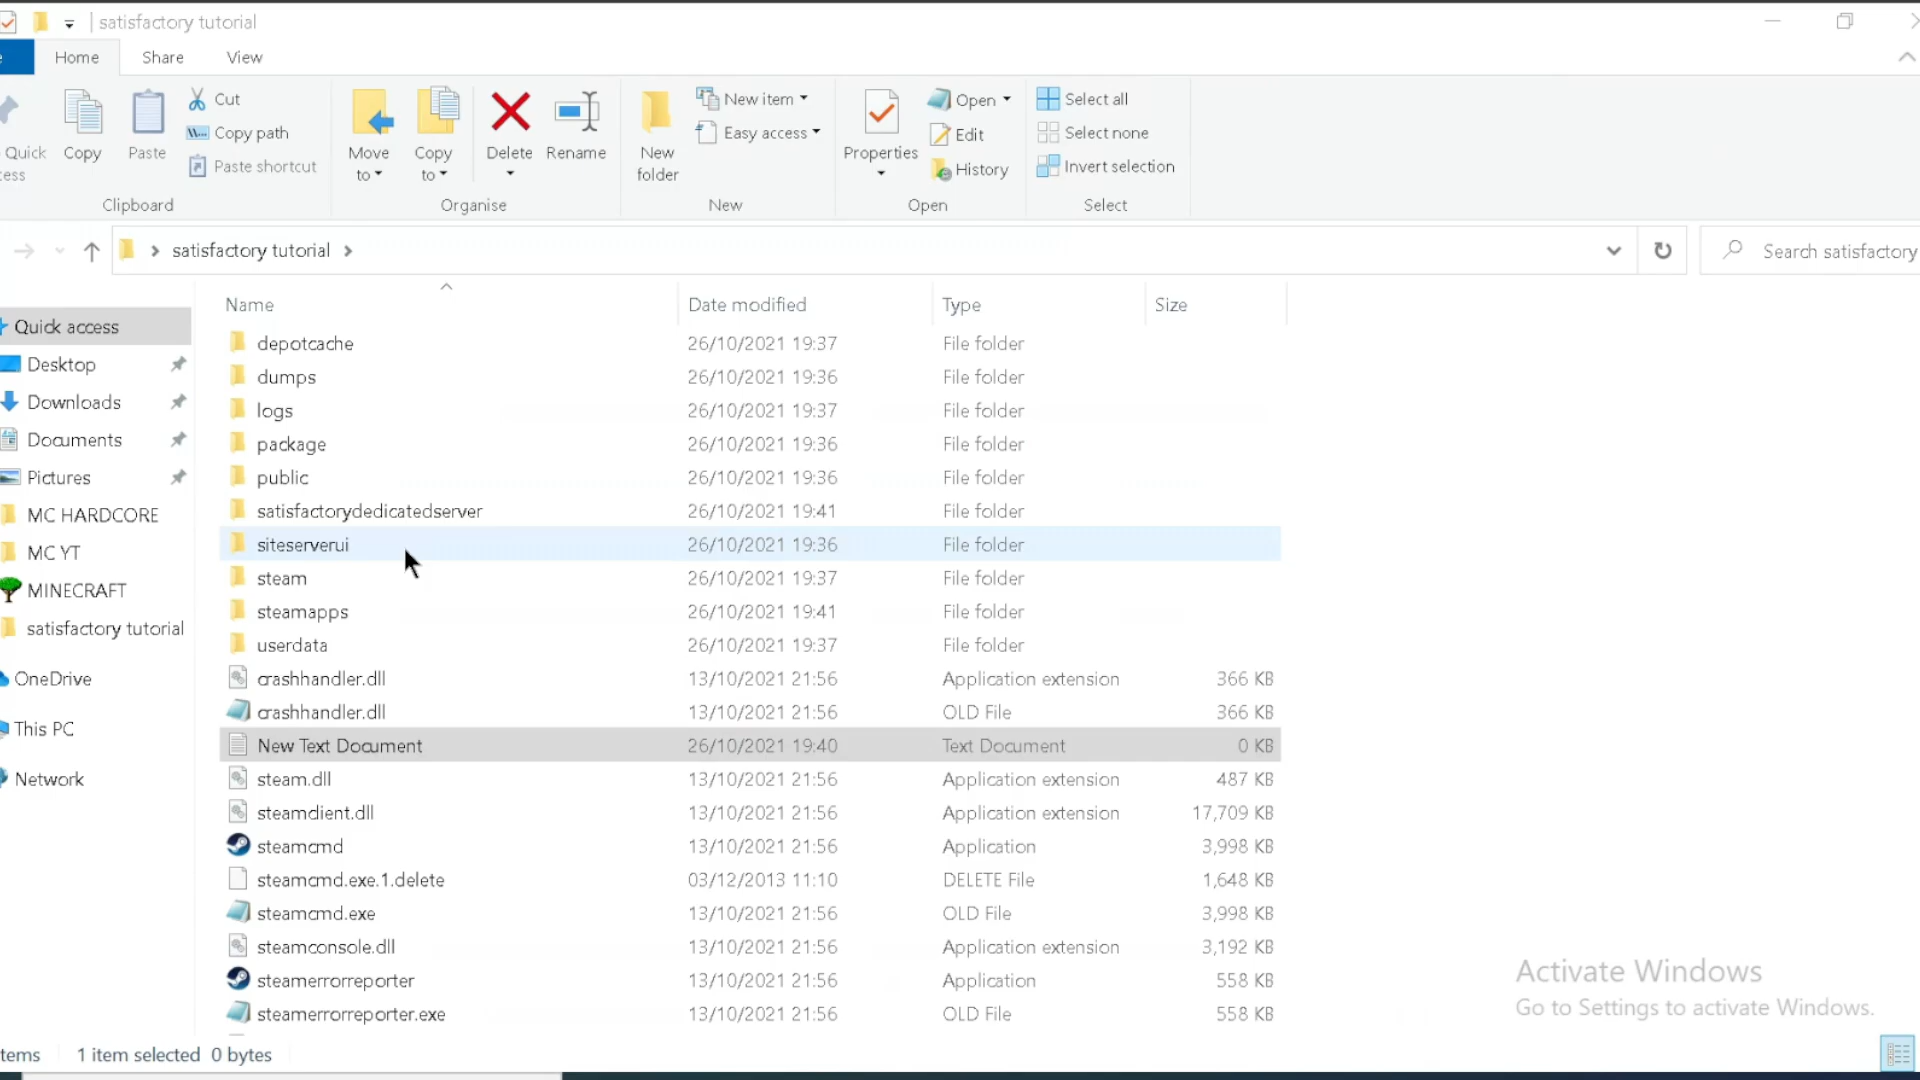 satisfactory tutorial
Home Share View
Cut
Copy path
Paste shortcut
Quick
Copy
Paste
Clipboard
Move to
Copy to
Delete
Rename
Organise
New folder
New item
Easy access
New
Properties
Open
Edit
History
Open
Select all
Select none
Invert selection
Select
satisfactory tutorial
Search satisfactory
Name Date modified Type Size
Quick access
Desktop
Downloads
Documents
Pictures
MC HARDCORE
MC YT
MINECRAFT
satisfactory tutorial
OneDrive
This PC
Network
depotcache 26/10/2021 19:37 File folder
dumps 26/10/2021 19:36 File folder
logs 26/10/2021 19:37 File folder
package 26/10/2021 19:36 File folder
public 26/10/2021 19:36 File folder
satisfactorydedicatedserver 26/10/2021 19:41 File folder
siteserverui 26/10/2021 19:36 File folder
steam 26/10/2021 19:37 File folder
steamapps 26/10/2021 19:41 File folder
userdata 26/10/2021 19:37 File folder
crashhandler.dll 13/10/2021 21:56 Application extension 366 KB
crashhandler.dll 13/10/2021 21:56 OLD File 366 KB
New Text Document 26/10/2021 19:40 Text Document 0 KB
steam.dll 13/10/2021 21:56 Application extension 487 KB
steamclient.dll 13/10/2021 21:56 Application extension 17,709 KB
steamcmd 13/10/2021 21:56 Application 3,998 KB
steamcmd.exe.1.delete 03/12/2013 11:10 DELETE File 1,648 KB
steamcmd.exe 13/10/2021 21:56 OLD File 3,998 KB
steamconsole.dll 13/10/2021 21:56 Application extension 3,192 KB
steamerrorreporter 13/10/2021 21:56 Application 558 KB
steamerrorreporter.exe 13/10/2021 21:56 OLD File 558 KB
Activate Windows
Go to Settings to activate Windows.
tems 1 item selected 0 bytes